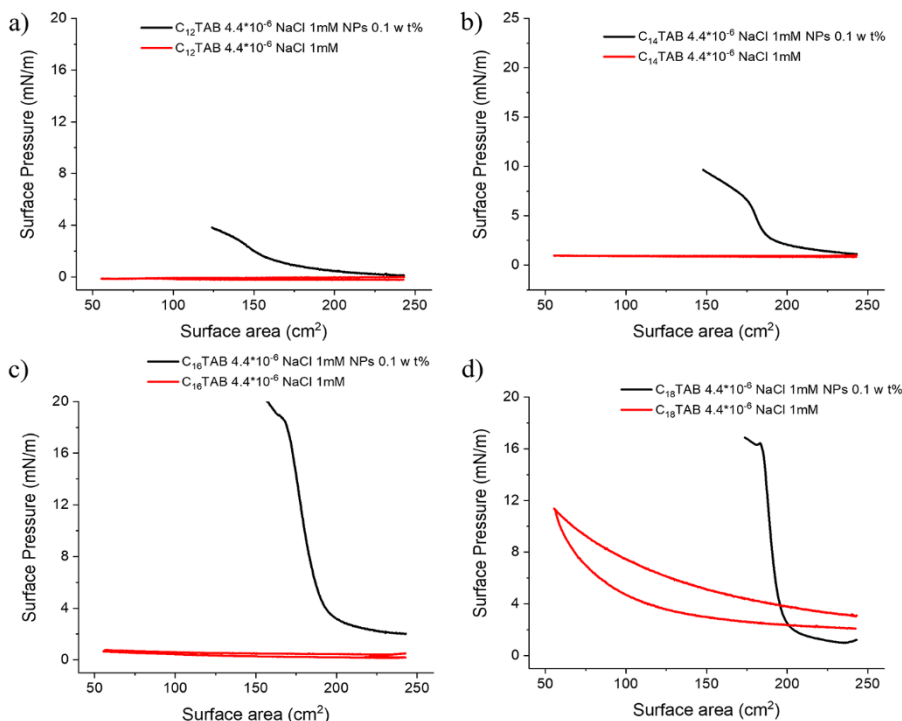 a)
C₁₂TAB 4.4*10⁻⁶ NaCl 1mM NPs 0.1 w t%
C₁₂TAB 4.4*10⁻⁶ NaCl 1mM
Surface Pressure (mN/m)
20
16
12
8
4
0
50 100 150 200 250
Surface area (cm²)
b)
C₁₄TAB 4.4*10⁻⁶ NaCl 1mM NPs 0.1 w t%
C₁₄TAB 4.4*10⁻⁶ NaCl 1mM
Surface Pressure (mN/m)
25
20
15
10
5
0
50 100 150 200 250
Surface area (cm²)
c)
C₁₆TAB 4.4*10⁻⁶ NaCl 1mM NPs 0.1 w t%
C₁₆TAB 4.4*10⁻⁶ NaCl 1mM
Surface Pressure (mN/m)
20
16
12
8
4
0
50 100 150 200 250
Surface area (cm²)
d)
C₁₈TAB 4.4*10⁻⁶ NaCl 1mM NPs 0.1 w t%
C₁₈TAB 4.4*10⁻⁶ NaCl 1mM
Surface Pressure (mN/m)
20
16
12
8
4
0
50 100 150 200 250
Surface area (cm²)